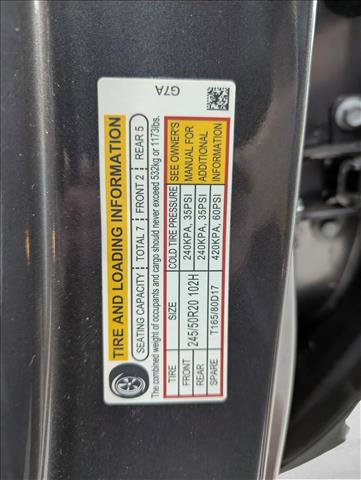 G7A
TIRE AND LOADING INFORMATION
SEATING CAPACITY TOTAL 7 FRONT 2 REAR 5
The combined weight of occupants and cargo should never exceed 532kg or 1173lbs.
TIRE SIZE COLD TIRE PRESSURE SEE OWNER'S
FRONT 245/50R20 102H 240KPA, 35PSI MANUAL FOR
REAR 240KPA, 35PSI ADDITIONAL
SPARE T165/80D17 420KPA, 60PSI INFORMATION